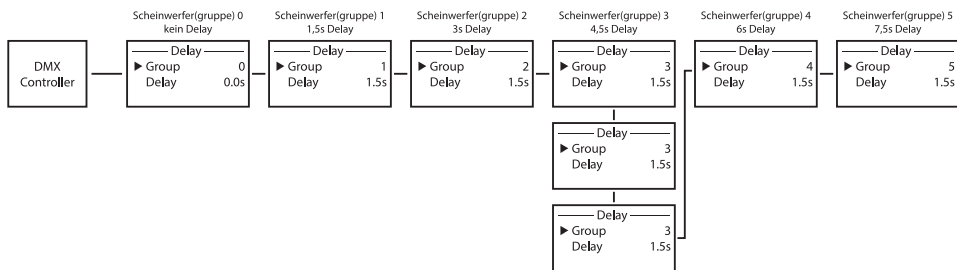 Scheinwerfer(gruppe) 0
kein Delay
Scheinwerfer(gruppe) 1
1,5s Delay
Scheinwerfer(gruppe) 2
3s Delay
Scheinwerfer(gruppe) 3
4,5s Delay
Scheinwerfer(gruppe) 4
6s Delay
Scheinwerfer(gruppe) 5
7,5s Delay
DMX
Controller
Delay
▶ Group 0
Delay 0.0s
Delay
▶ Group 1
Delay 1.5s
Delay
▶ Group 2
Delay 1.5s
Delay
▶ Group 3
Delay 1.5s
Delay
▶ Group 4
Delay 1.5s
Delay
▶ Group 5
Delay 1.5s
Delay
▶ Group 3
Delay 1.5s
Delay
▶ Group 3
Delay 1.5s